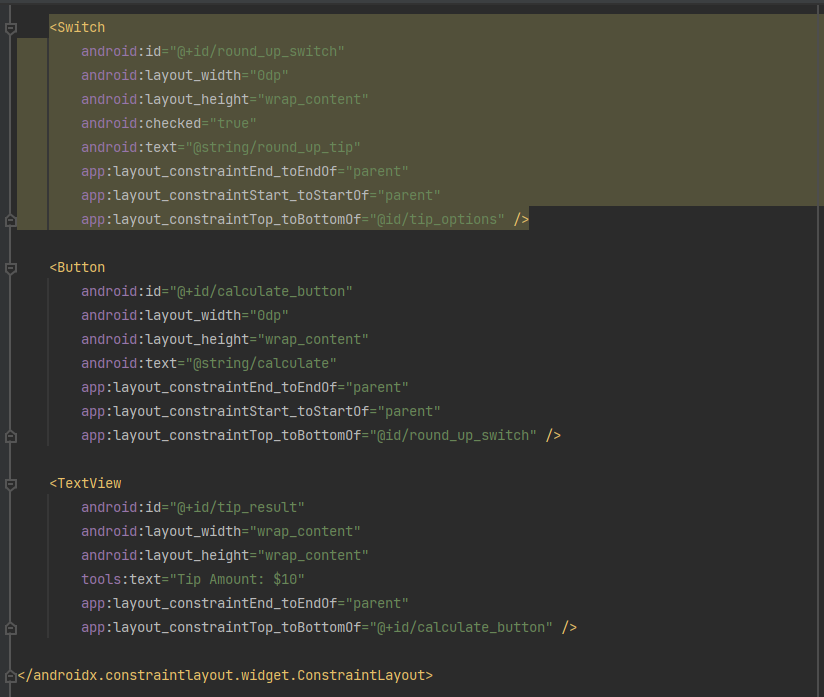 <Switch
android:id="@+id/round_up_switch"
android:layout_width="0dp"
android:layout_height="wrap_content"
android:checked="true"
android:text="@string/round_up_tip"
app:layout_constraintEnd_toEndOf="parent"
app:layout_constraintStart_toStartOf="parent"
app:layout_constraintTop_toBottomOf="@id/tip_options" />
<Button
android:id="@+id/calculate_button"
android:layout_width="0dp"
android:layout_height="wrap_content"
android:text="@string/calculate"
app:layout_constraintEnd_toEndOf="parent"
app:layout_constraintStart_toStartOf="parent"
app:layout_constraintTop_toBottomOf="@id/round_up_switch" />
<TextView
android:id="@+id/tip_result"
android:layout_width="wrap_content"
android:layout_height="wrap_content"
tools:text="Tip Amount: $10"
app:layout_constraintEnd_toEndOf="parent"
app:layout_constraintTop_toBottomOf="@+id/calculate_button" />
</androidx.constraintlayout.widget.ConstraintLayout>